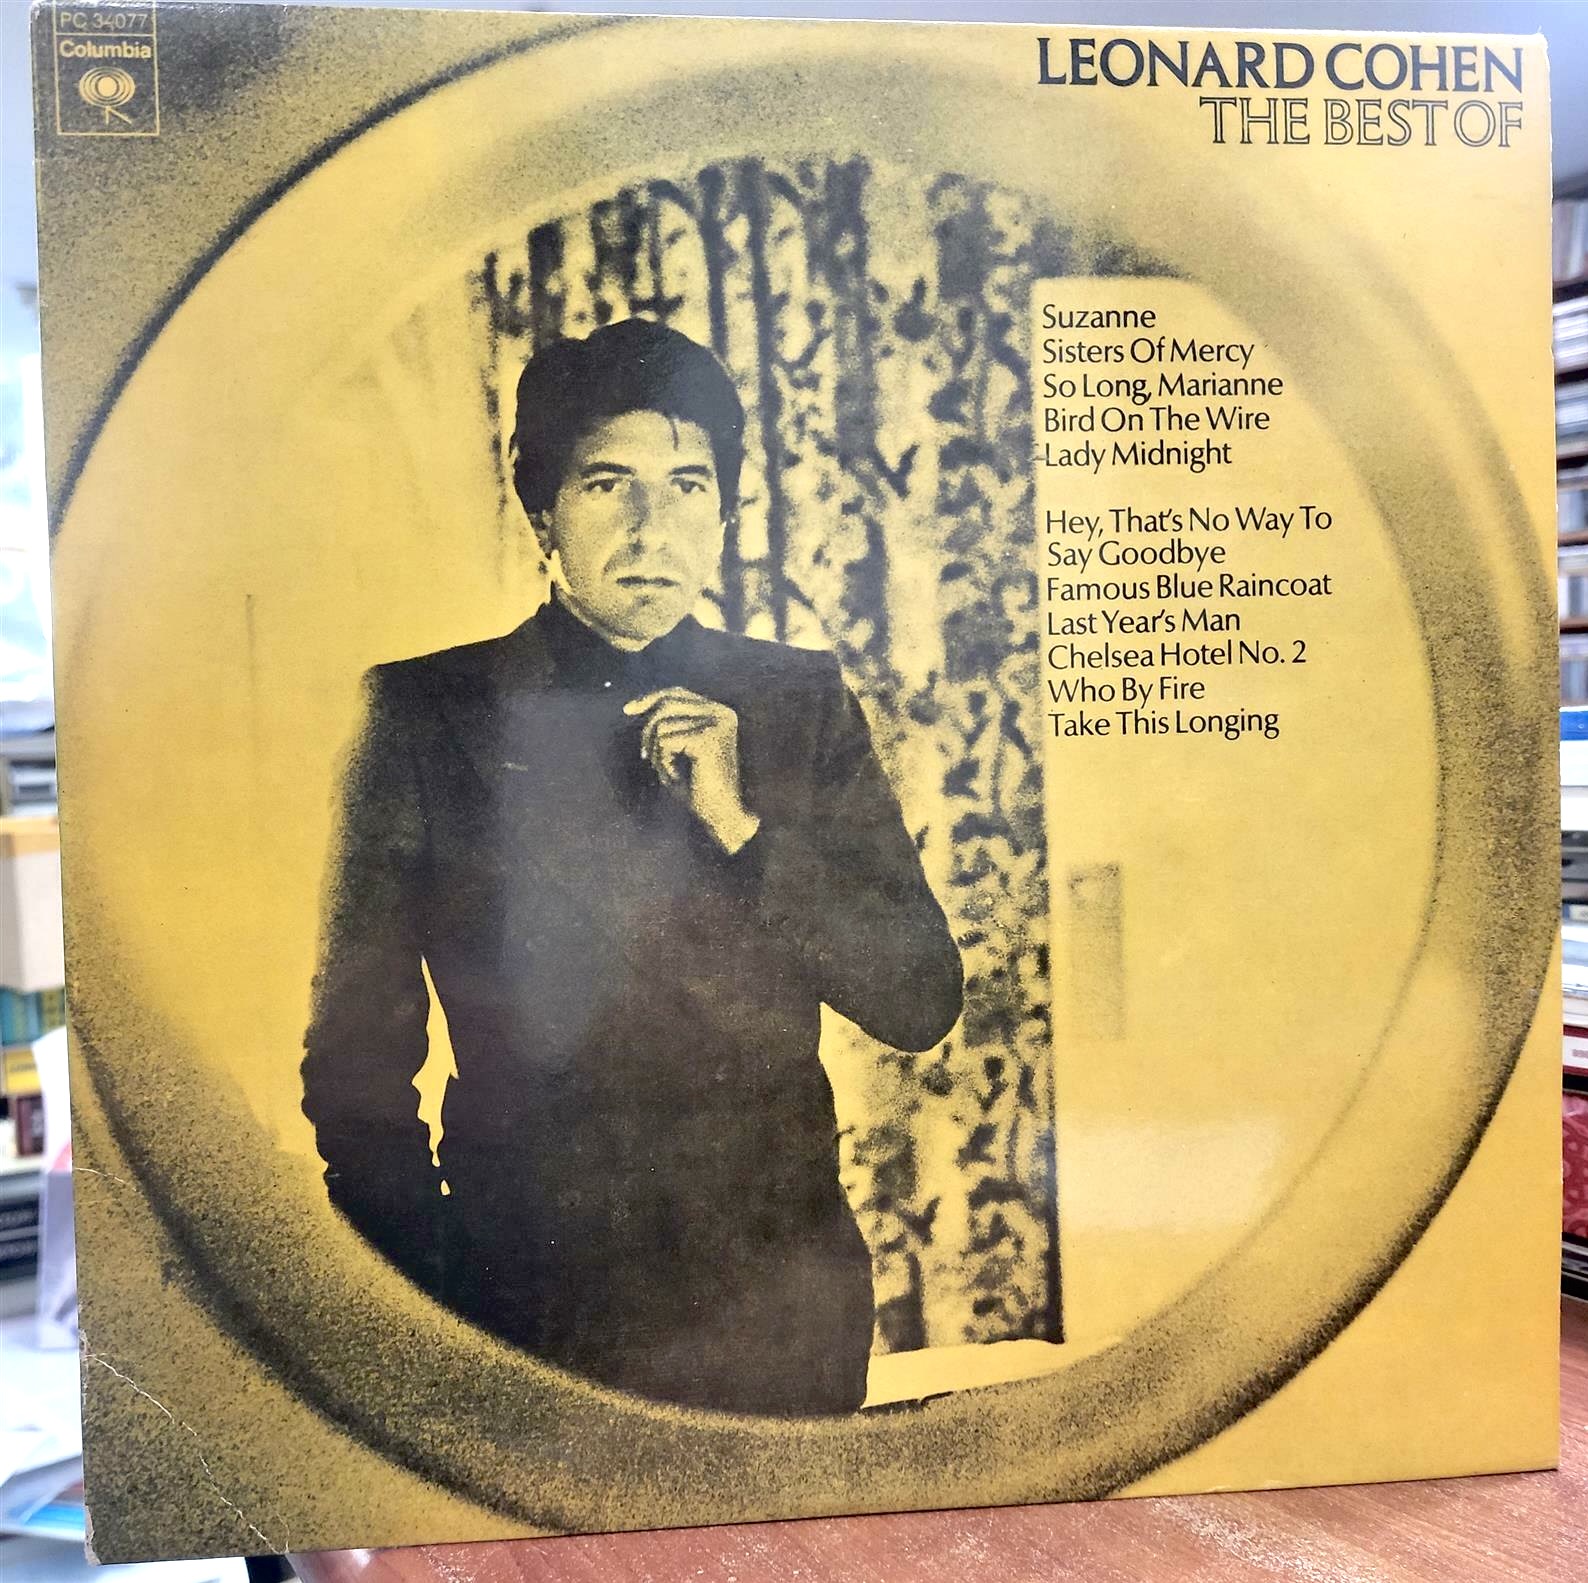 PC 34077
Columbia
LEONARD COHEN
THE BEST OF
Suzanne
Sisters Of Mercy
So Long, Marianne
Bird On The Wire
Lady Midnight
Hey, That's No Way To
Say Goodbye
Famous Blue Raincoat
Last Year's Man
Chelsea Hotel No. 2
Who By Fire
Take This Longing